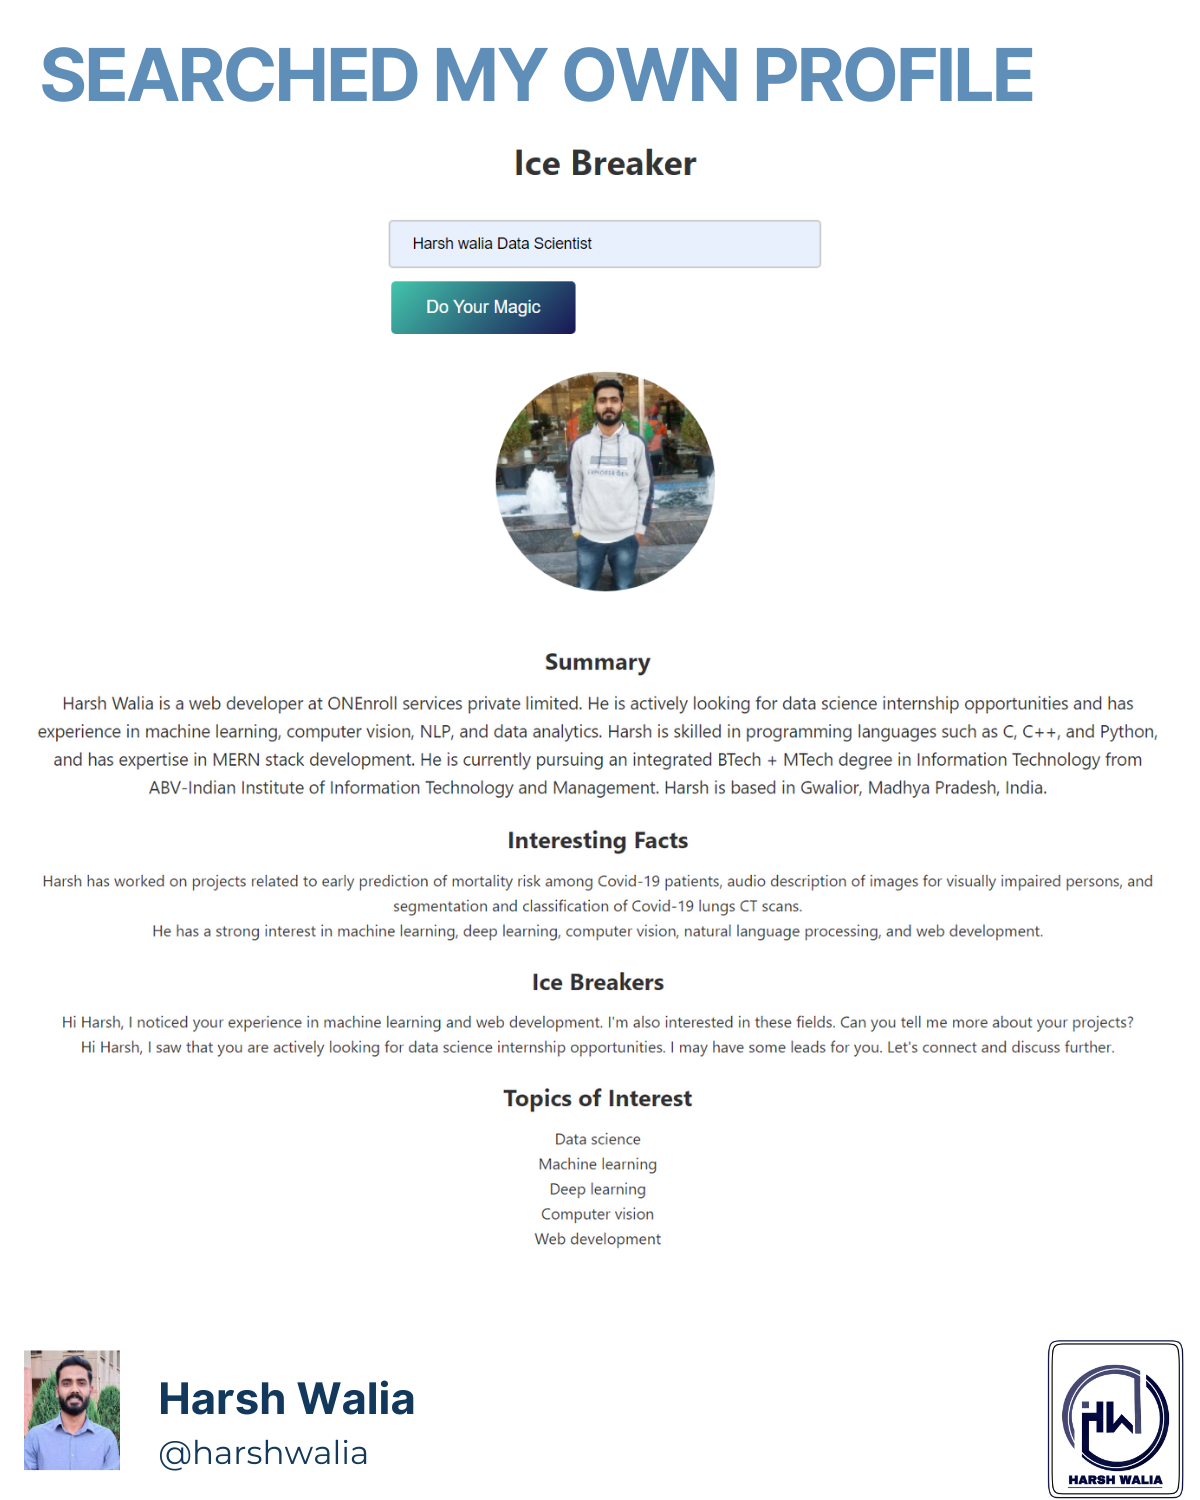 SEARCHED MY OWN PROFILE
Ice Breaker
Harsh walia Data Scientist
Do Your Magic
Summary
Harsh Walia is a web developer at ONEnroll services private limited. He is actively looking for data science internship opportunities and has
experience in machine learning, computer vision, NLP, and data analytics. Harsh is skilled in programming languages such as C, C++, and Python,
and has expertise in MERN stack development. He is currently pursuing an integrated BTech + MTech degree in Information Technology from
ABV-Indian Institute of Information Technology and Management. Harsh is based in Gwalior, Madhya Pradesh, India.
Interesting Facts
Harsh has worked on projects related to early prediction of mortality risk among Covid-19 patients, audio description of images for visually impaired persons, and
segmentation and classification of Covid-19 lungs CT scans.
He has a strong interest in machine learning, deep learning, computer vision, natural language processing, and web development.
Ice Breakers
Hi Harsh, I noticed your experience in machine learning and web development. I'm also interested in these fields. Can you tell me more about your projects?
Hi Harsh, I saw that you are actively looking for data science internship opportunities. I may have some leads for you. Let's connect and discuss further.
Topics of Interest
Data science
Machine learning
Deep learning
Computer vision
Web development
Harsh Walia
@harshwalia
HW
HARSH WALIA